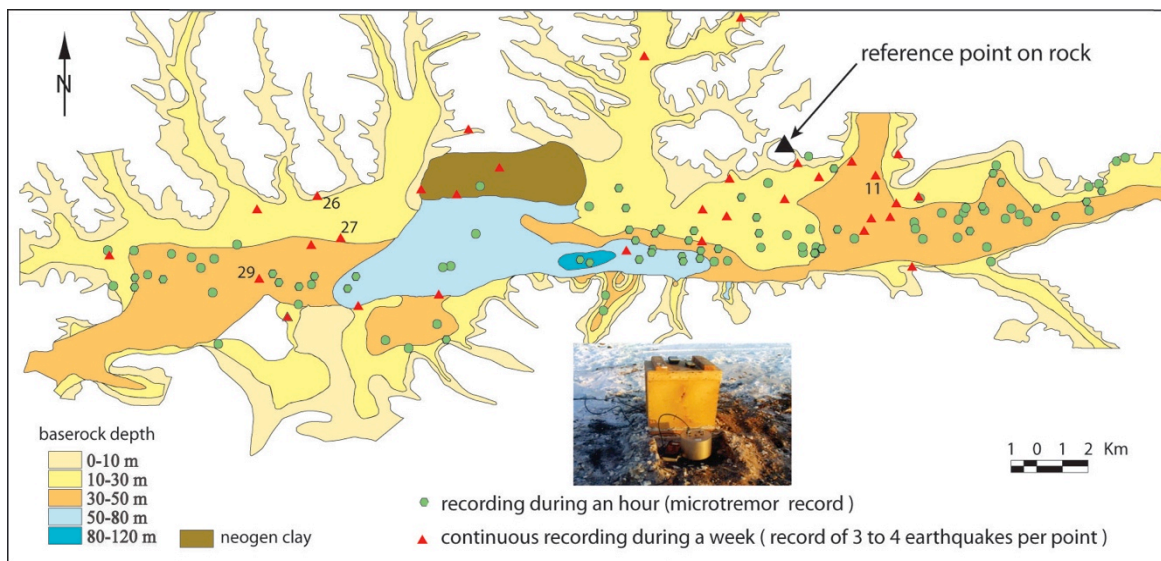 N
reference point on rock
11
26
27
29
baserock depth
0-10 m
10-30 m
30-50 m
50-80 m
80-120 m
neogen clay
1 0 1 2 Km
recording during an hour (microtremor record )
continuous recording during a week ( record of 3 to 4 earthquakes per point )